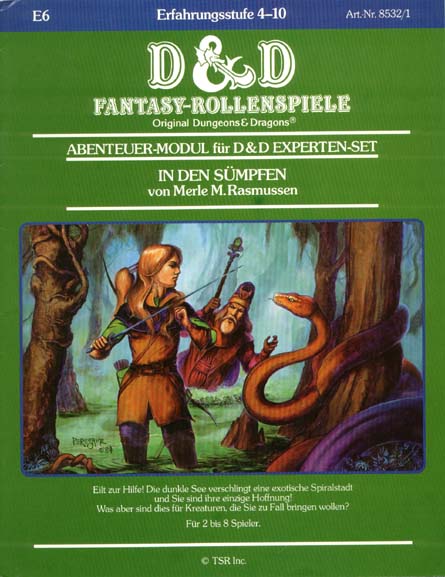 E6
Erfahrungsstufe 4–10
Art.-Nr. 8532/1
D&D
FANTASY-ROLLENSPIELE
Original Dungeons & Dragons®
ABENTEUER-MODUL für D&D EXPERTEN-SET
IN DEN SÜMPFEN
von Merle M. Rasmussen
Eilt zur Hilfe! Die dunkle See verschlingt eine exotische Spiralstadt
und Sie sind ihre einzige Hoffnung!
Was aber sind dies für Kreaturen, die Sie zu Fall bringen wollen?
Für 2 bis 8 Spieler.
© TSR Inc.